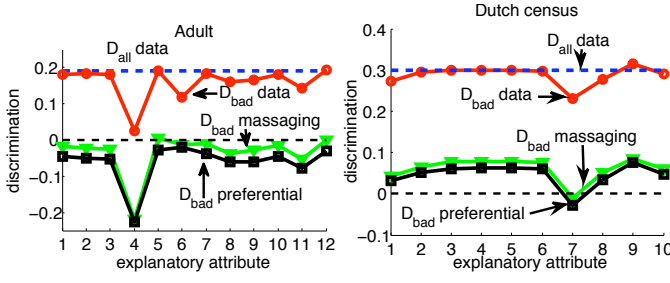 Adult
D_all data
D_bad data
D_bad massaging
D_bad preferential
discrimination
0.2
0.1
0
−0.1
−0.2
1 2 3 4 5 6 7 8 9 10 11 12
explanatory attribute
Dutch census
D_all data
D_bad data
D_bad massaging
D_bad preferential
discrimination
0.4
0.3
0.2
0.1
0
−0.1
1 2 3 4 5 6 7 8 9 10
explanatory attribute